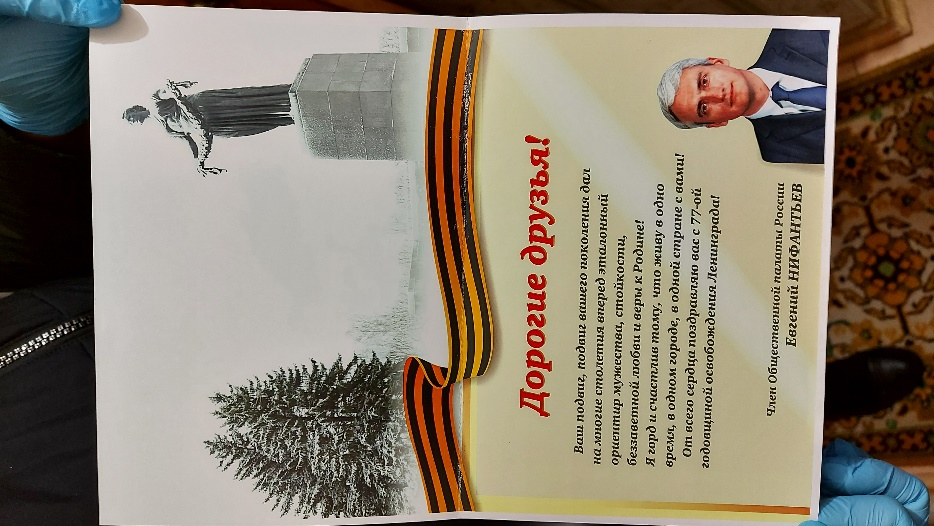 Дорогие друзья!
Ваш подвиг, подвиг вашего поколения дал
на многие столетия вперед эталонный
ориентир мужества, стойкости,
беззаветной любви и веры к Родине!
Я горд и счастлив тому, что живу в одно
время, в одном городе, в одной стране с вами!
От всего сердца поздравляю вас с 77-ой
годовщиной освобождения Ленинграда!
Член Общественной палаты России
Евгений НИФАНТЬЕВ